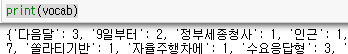 print(vocab)
{'다음달': 3, '9일부터': 2, '정부세종청사': 1, '인근': 1,
7, '쏠라티기반': 1, '자율주행차에': 1, '수요응답형': 3,